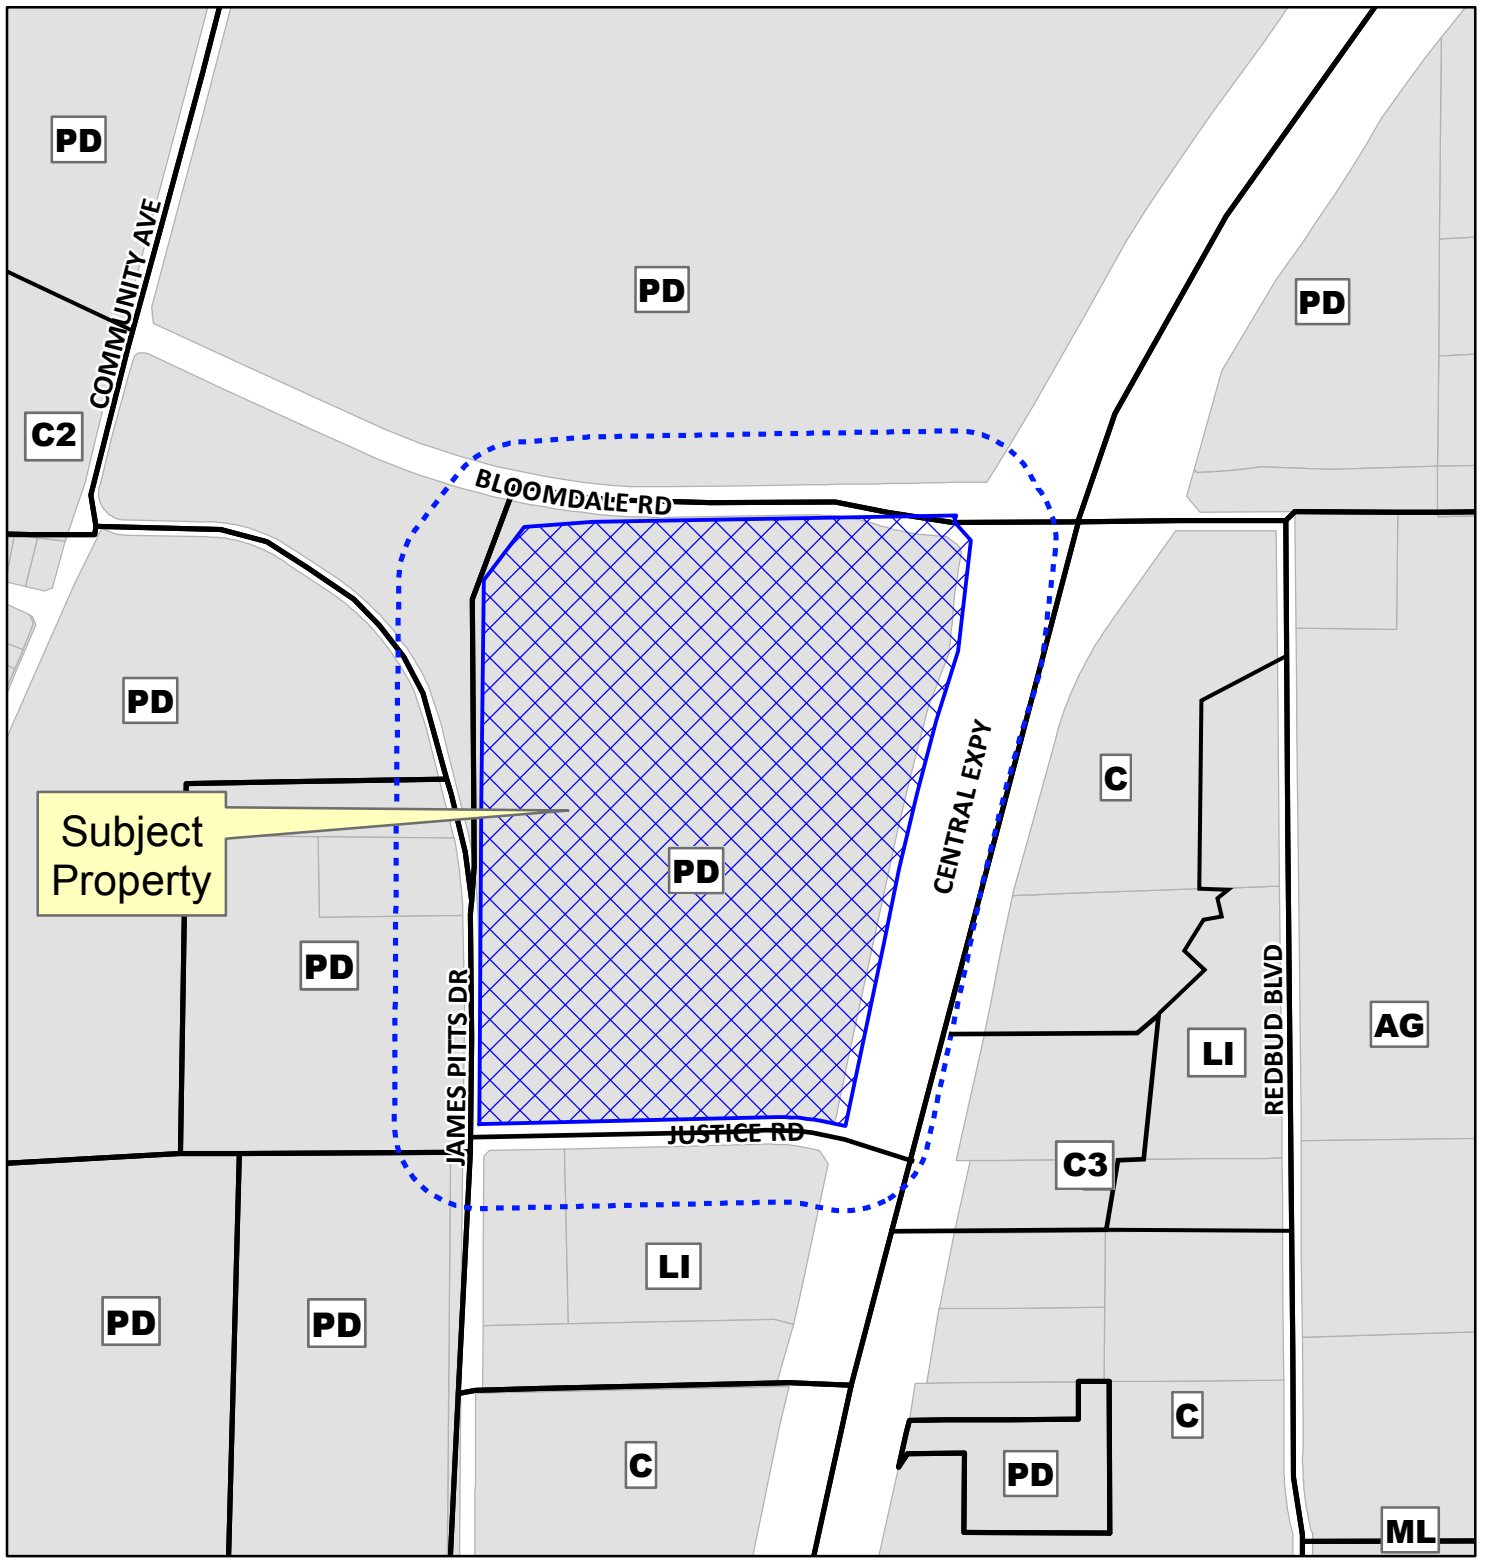 PD
COMMUNITY AVE
PD
PD
C2
BLOOMDALE RD
PD
C
CENTRAL EXPY
Subject
Property
PD
PD
JAMES PITTS DR
REDBUD BLVD
AG
LI
JUSTICE RD
C3
LI
PD
PD
C
C
PD
ML